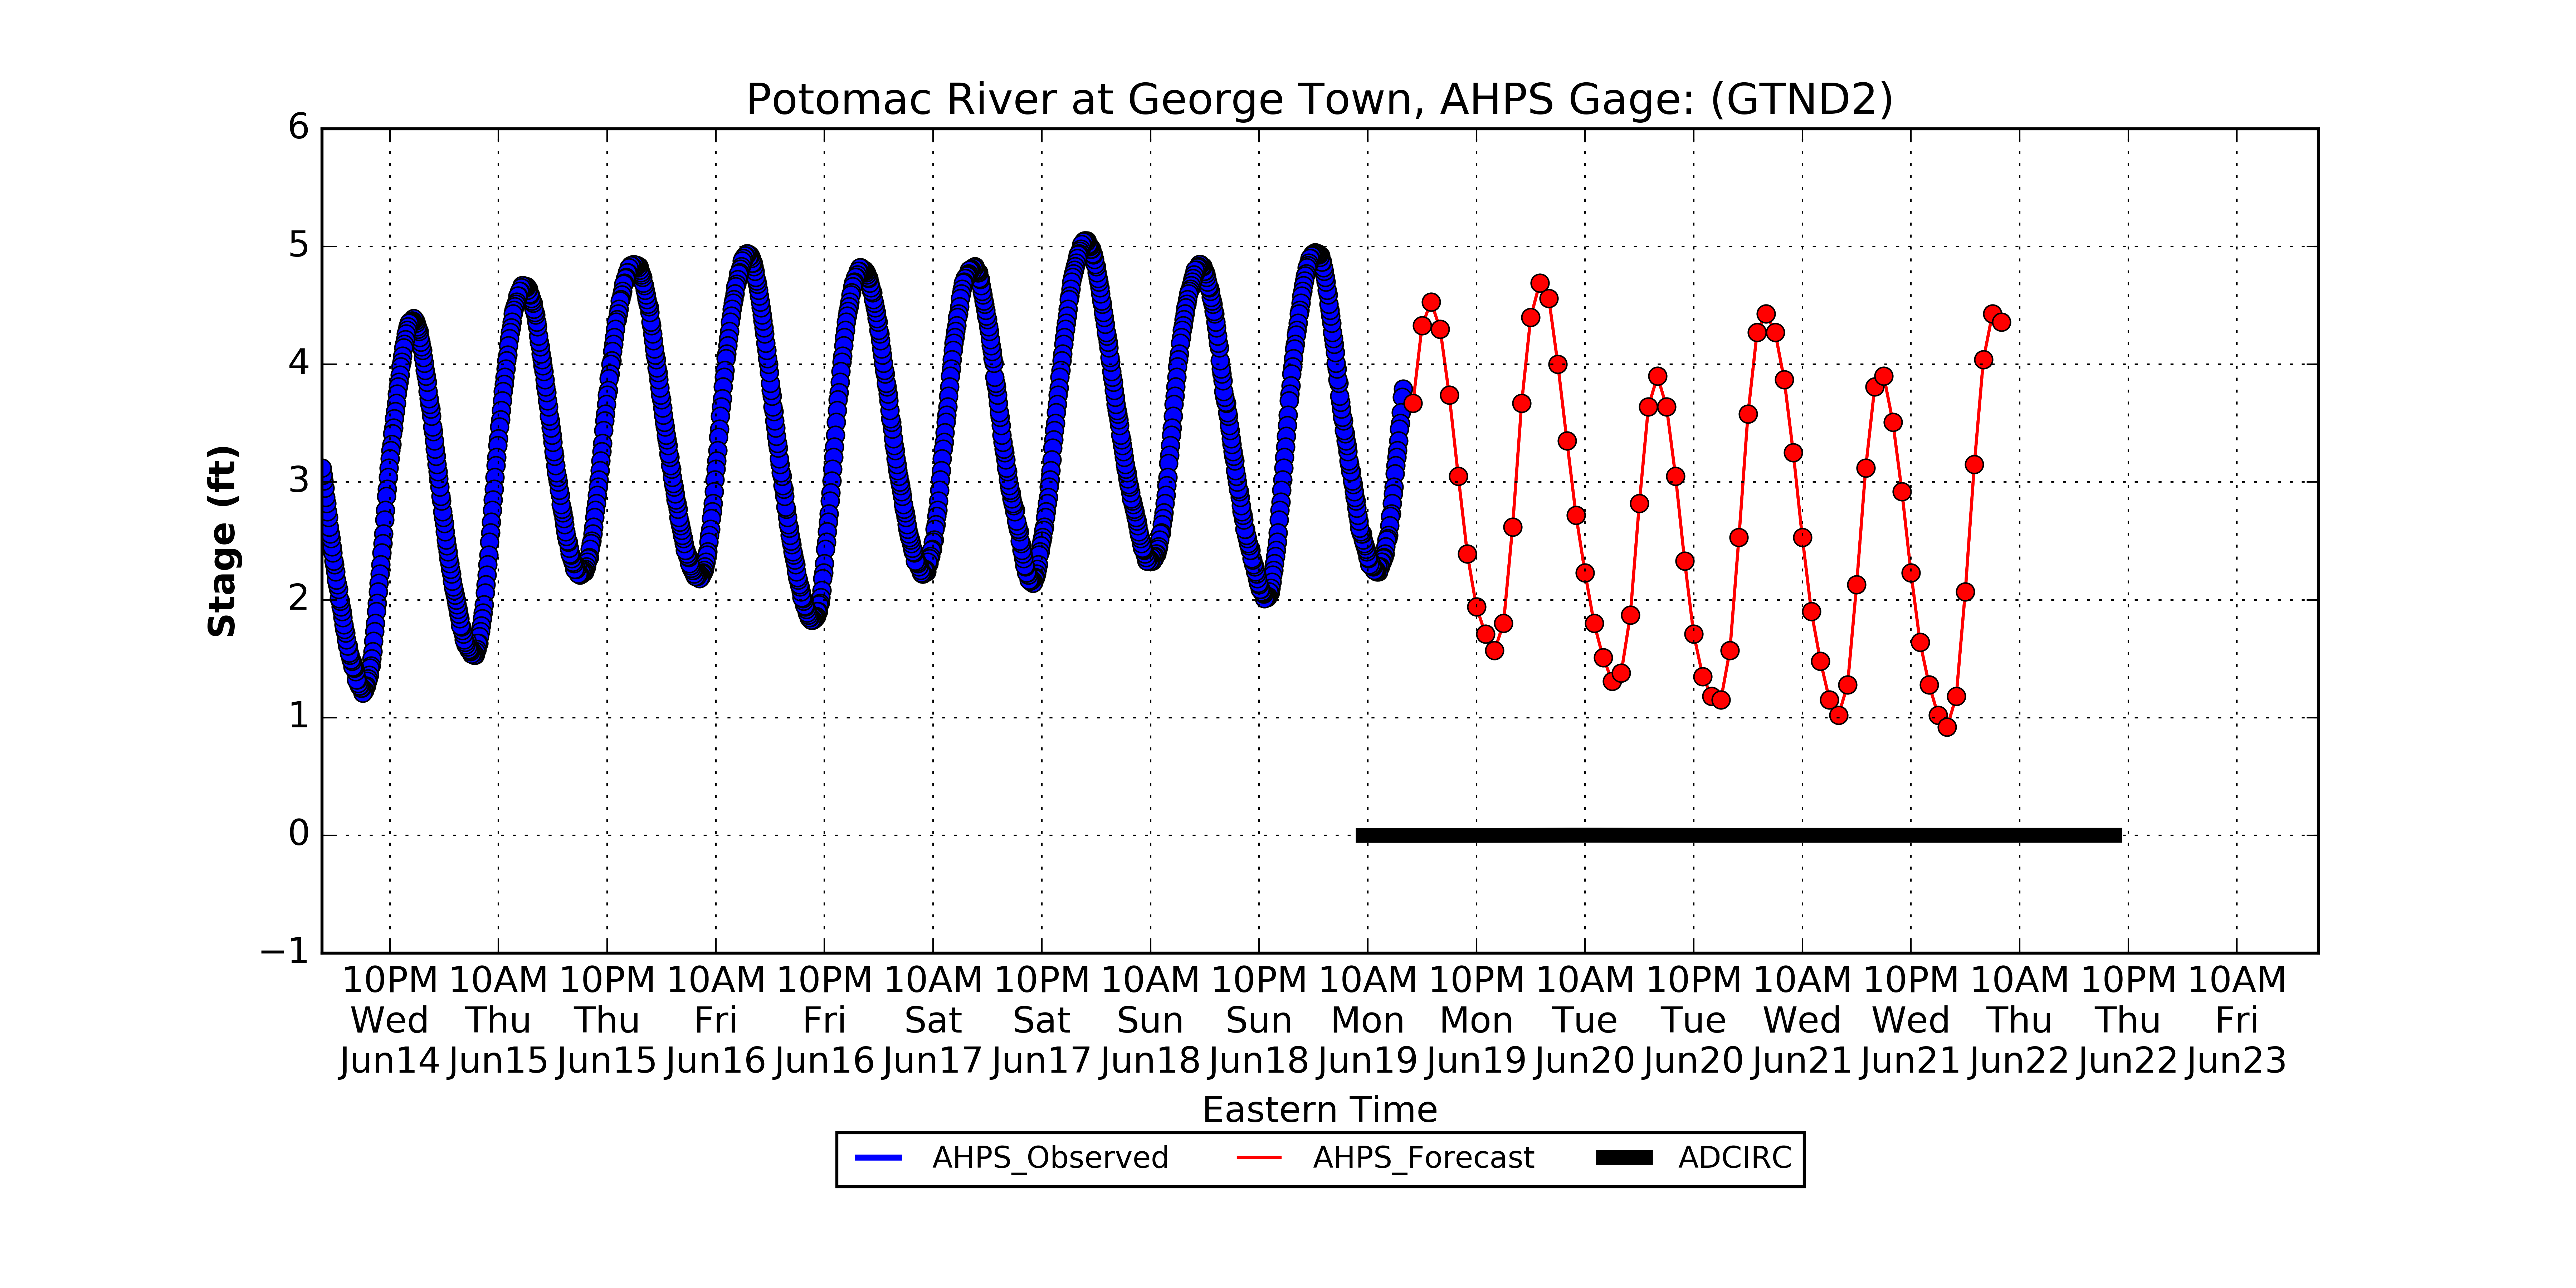 Potomac River at George Town, AHPS Gage: (GTND2)
6
5
4
3
2
1
0
−1
Stage (ft)
10PM 10AM 10PM 10AM 10PM 10AM 10PM 10AM 10PM 10AM 10PM 10AM 10PM 10AM 10PM 10AM 10PM 10AM
Wed Thu Thu Fri Fri Sat Sat Sun Sun Mon Mon Tue Tue Wed Wed Thu Thu Fri
Jun14 Jun15 Jun15 Jun16 Jun16 Jun17 Jun17 Jun18 Jun18 Jun19 Jun19 Jun20 Jun20 Jun21 Jun21 Jun22 Jun22 Jun23
Eastern Time
AHPS_Observed AHPS_Forecast ADCIRC